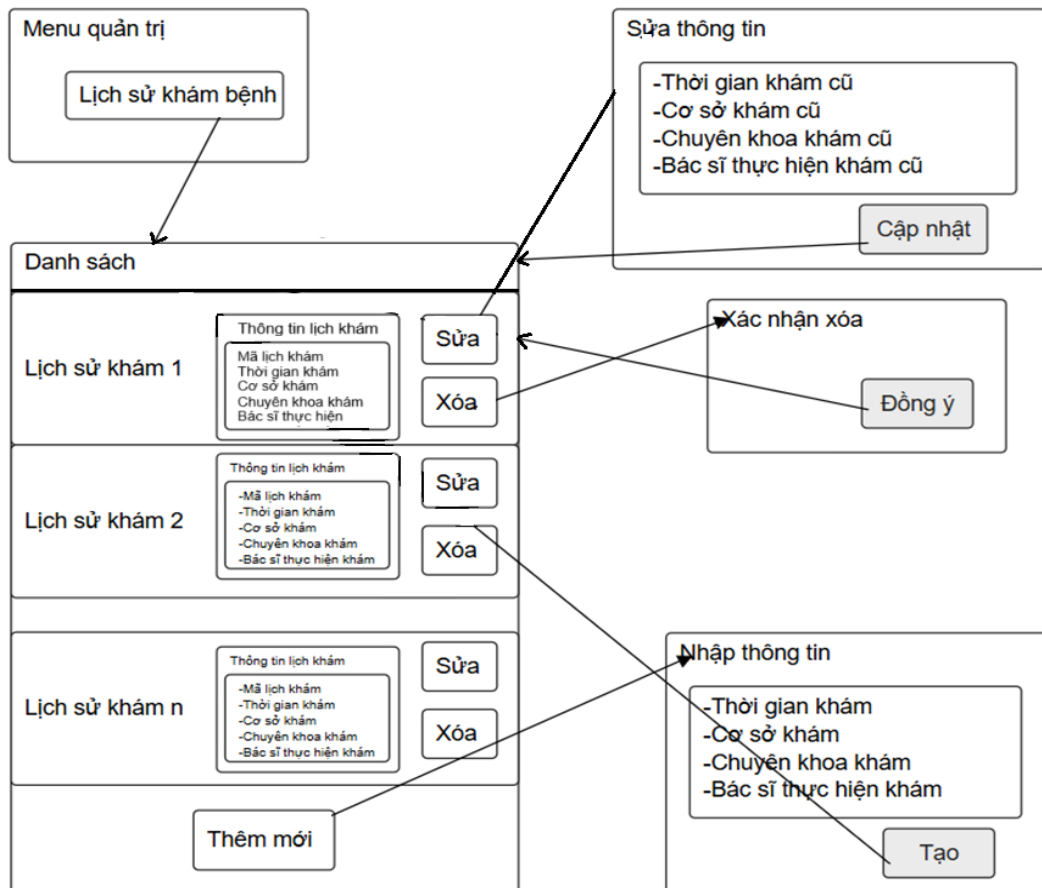 Menu quản trị
Lịch sử khám bệnh
Sửa thông tin
-Thời gian khám cũ
-Cơ sở khám cũ
-Chuyên khoa khám cũ
-Bác sĩ thực hiện khám cũ
Cập nhật
Danh sách
Lịch sử khám 1
Thông tin lịch khám
Mã lịch khám
Thời gian khám
Cơ sở khám
Chuyên khoa khám
Bác sĩ thực hiện
Sửa
Xóa
Xác nhận xóa
Đồng ý
Lịch sử khám 2
Thông tin lịch khám
-Mã lịch khám
-Thời gian khám
-Cơ sở khám
-Chuyên khoa khám
-Bác sĩ thực hiện khám
Sửa
Xóa
Lịch sử khám n
Thông tin lịch khám
-Mã lịch khám
-Thời gian khám
-Cơ sở khám
-Chuyên khoa khám
-Bác sĩ thực hiện khám
Sửa
Xóa
Thêm mới
Nhập thông tin
-Thời gian khám
-Cơ sở khám
-Chuyên khoa khám
-Bác sĩ thực hiện khám
Tạo